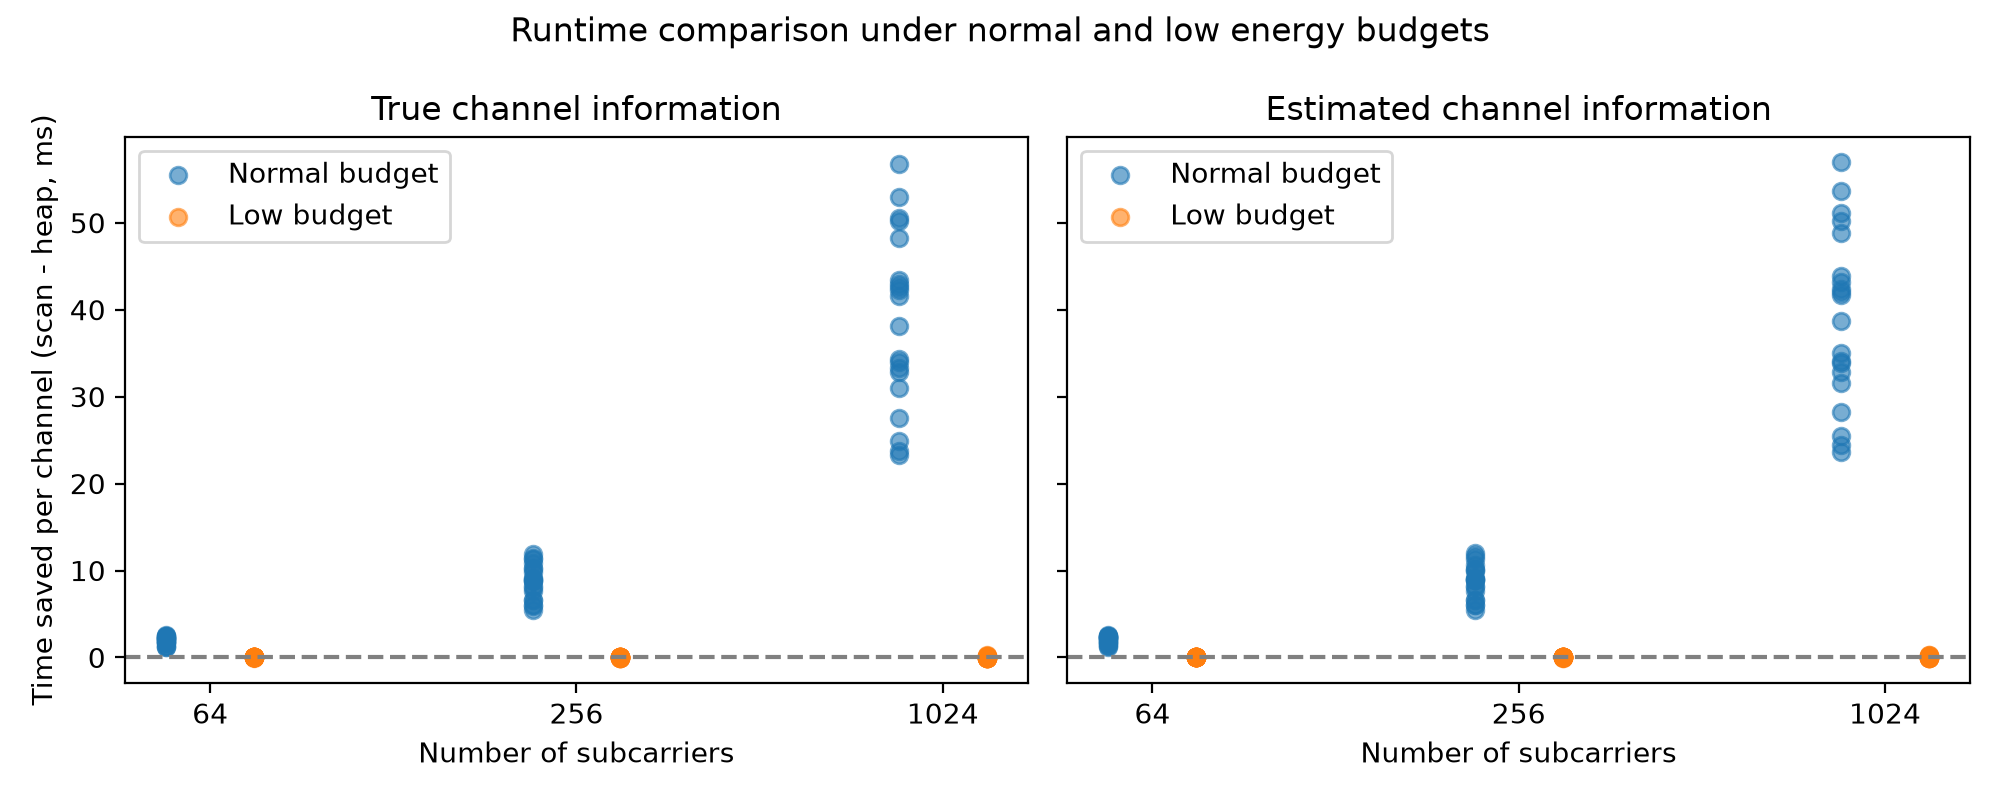 Runtime comparison under normal and low energy budgets
True channel information
Time saved per channel (scan - heap, ms)
50
40
30
20
10
0
Normal budget
Low budget
64
256
1024
Number of subcarriers
Estimated channel information
Normal budget
Low budget
64
256
1024
Number of subcarriers